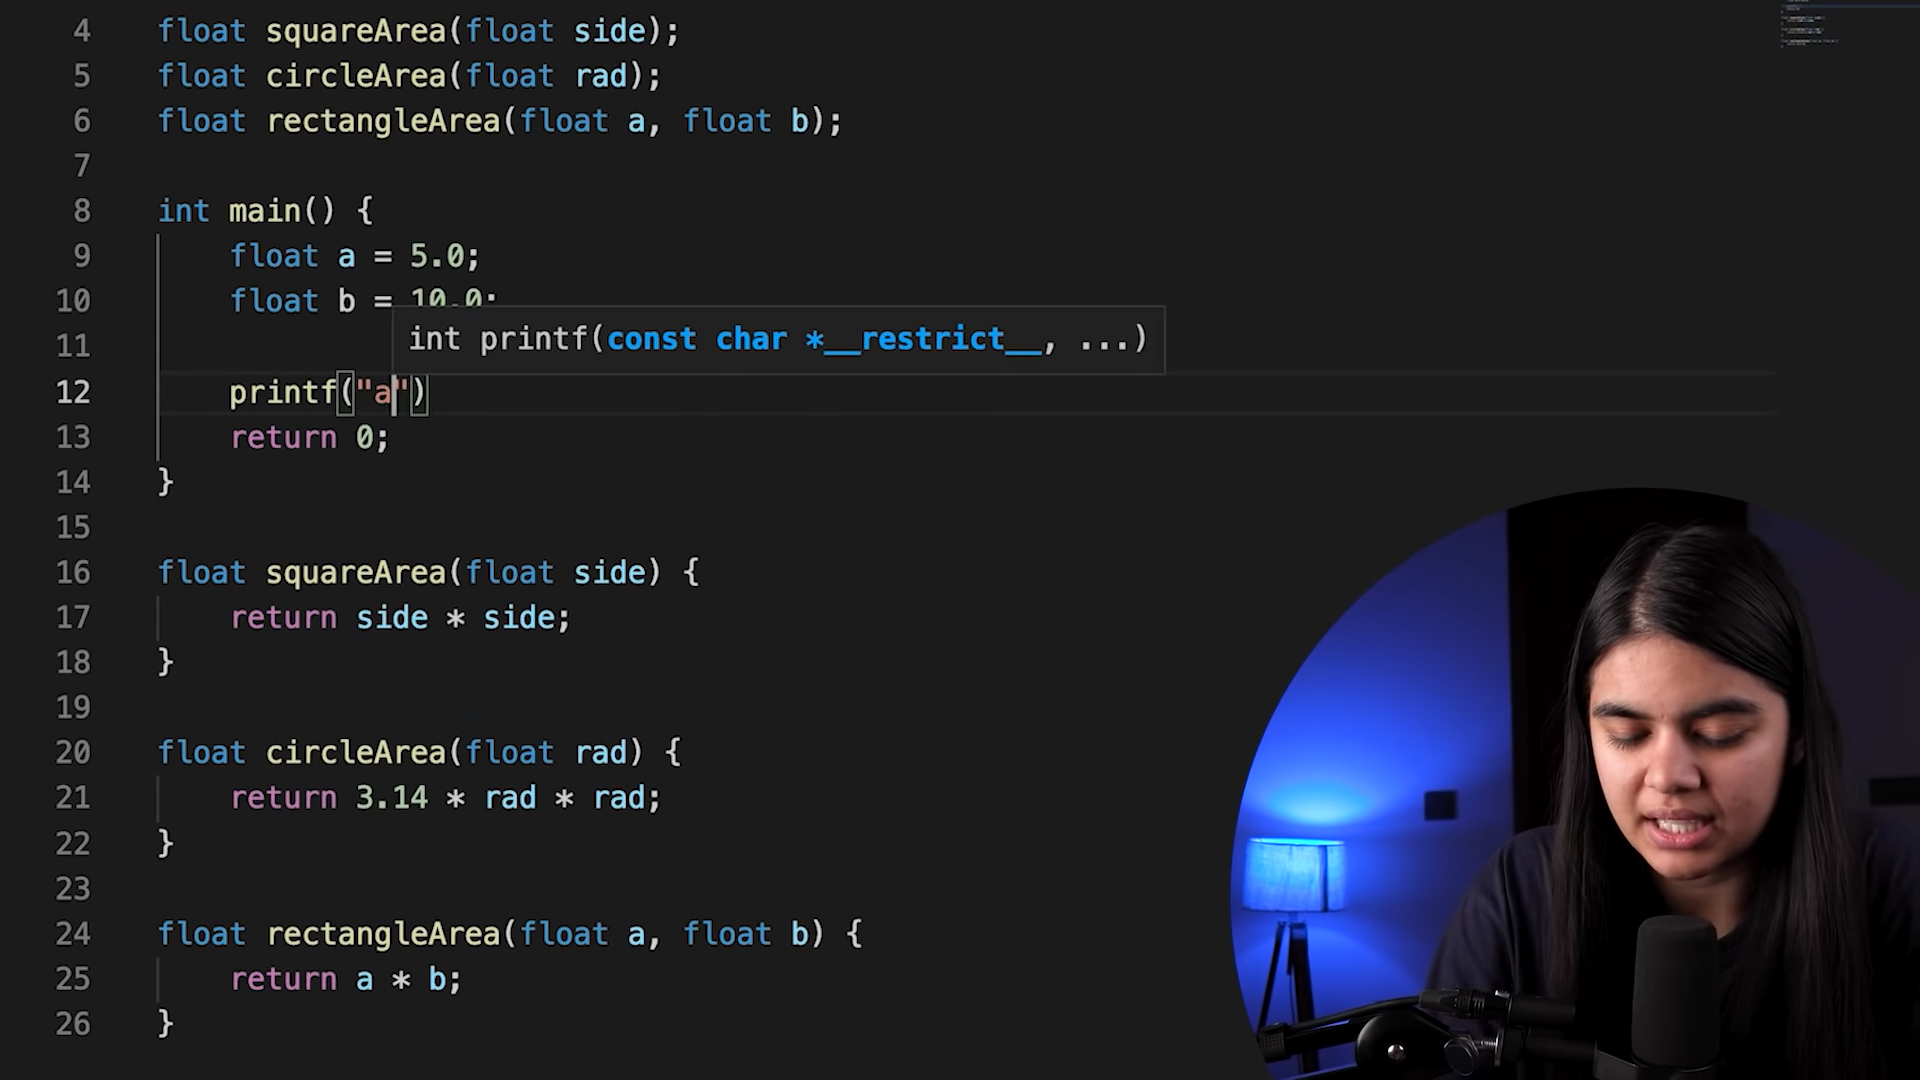 4 float squareArea(float side);
5 float circleArea(float rad);
6 float rectangleArea(float a, float b);
7
8 int main() {
9 float a = 5.0;
10 float b = 10.0;
int printf(const char *__restrict__, ...)
11
12 printf("a")
13 return 0;
14 }
15
16 float squareArea(float side) {
17 return side * side;
18 }
19
20 float circleArea(float rad) {
21 return 3.14 * rad * rad;
22 }
23
24 float rectangleArea(float a, float b) {
25 return a * b;
26 }